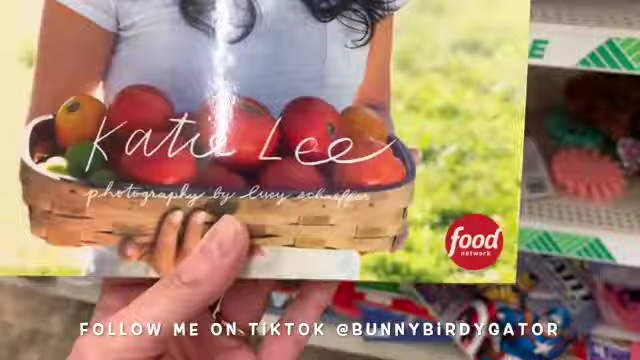 Katie Lee
photography by Lucy Schaeffer
food
network
E
FOLLOW ME ON TIKTOK @BUNNYBiRDYGATOR